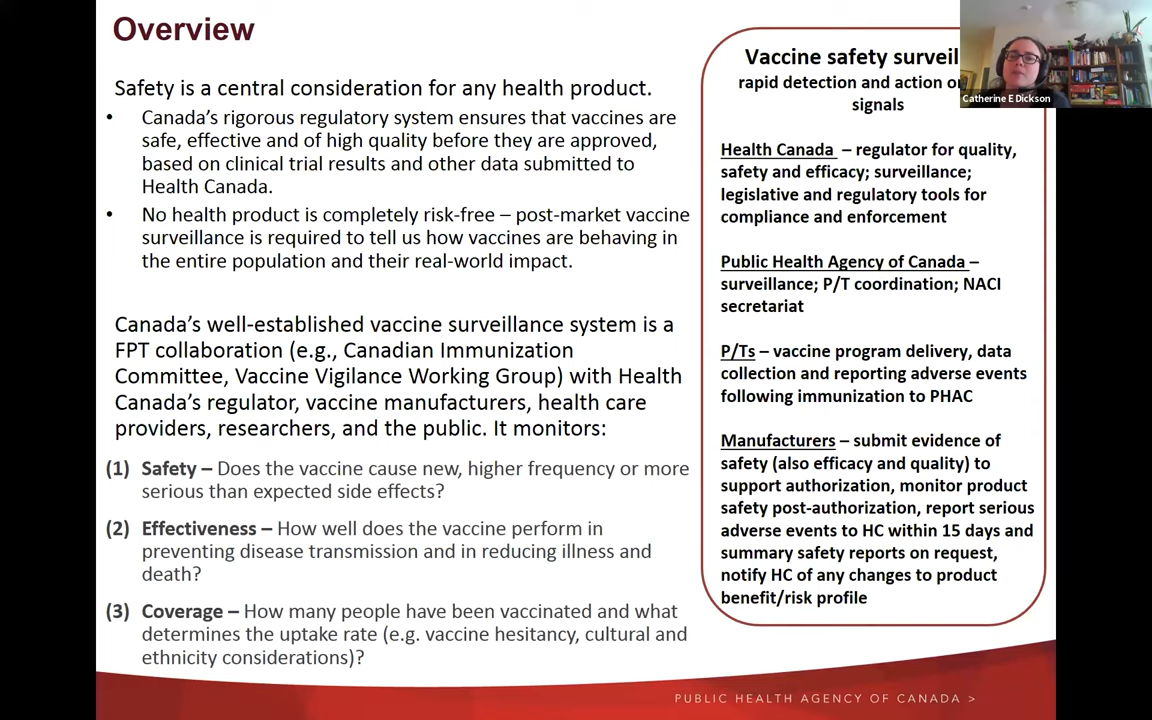 Overview
Safety is a central consideration for any health product.
• Canada's rigorous regulatory system ensures that vaccines are
safe, effective and of high quality before they are approved,
based on clinical trial results and other data submitted to
Health Canada.
• No health product is completely risk-free – post-market vaccine
surveillance is required to tell us how vaccines are behaving in
the entire population and their real-world impact.
Canada's well-established vaccine surveillance system is a
FPT collaboration (e.g., Canadian Immunization
Committee, Vaccine Vigilance Working Group) with Health
Canada's regulator, vaccine manufacturers, health care
providers, researchers, and the public. It monitors:
(1) Safety – Does the vaccine cause new, higher frequency or more
serious than expected side effects?
(2) Effectiveness – How well does the vaccine perform in
preventing disease transmission and in reducing illness and
death?
(3) Coverage – How many people have been vaccinated and what
determines the uptake rate (e.g. vaccine hesitancy, cultural and
ethnicity considerations)?
Vaccine safety surveil
rapid detection and action o
signals
Health Canada – regulator for quality,
safety and efficacy; surveillance;
legislative and regulatory tools for
compliance and enforcement
Public Health Agency of Canada –
surveillance; P/T coordination; NACI
secretariat
P/Ts – vaccine program delivery, data
collection and reporting adverse events
following immunization to PHAC
Manufacturers – submit evidence of
safety (also efficacy and quality) to
support authorization, monitor product
safety post-authorization, report serious
adverse events to HC within 15 days and
summary safety reports on request,
notify HC of any changes to product
benefit/risk profile
Catherine E Dickson
PUBLIC HEALTH AGENCY OF CANADA >